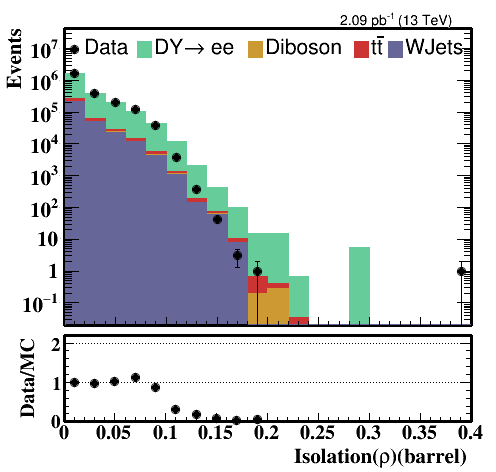 2.09 pb⁻¹ (13 TeV)
Data DY→ ee Diboson tt̄ WJets
Events
10⁷
10⁶
10⁵
10⁴
10³
10²
10
1
10⁻¹
Data/MC
2
1
0
0 0.05 0.1 0.15 0.2 0.25 0.3 0.35 0.4
Isolation(ρ)(barrel)